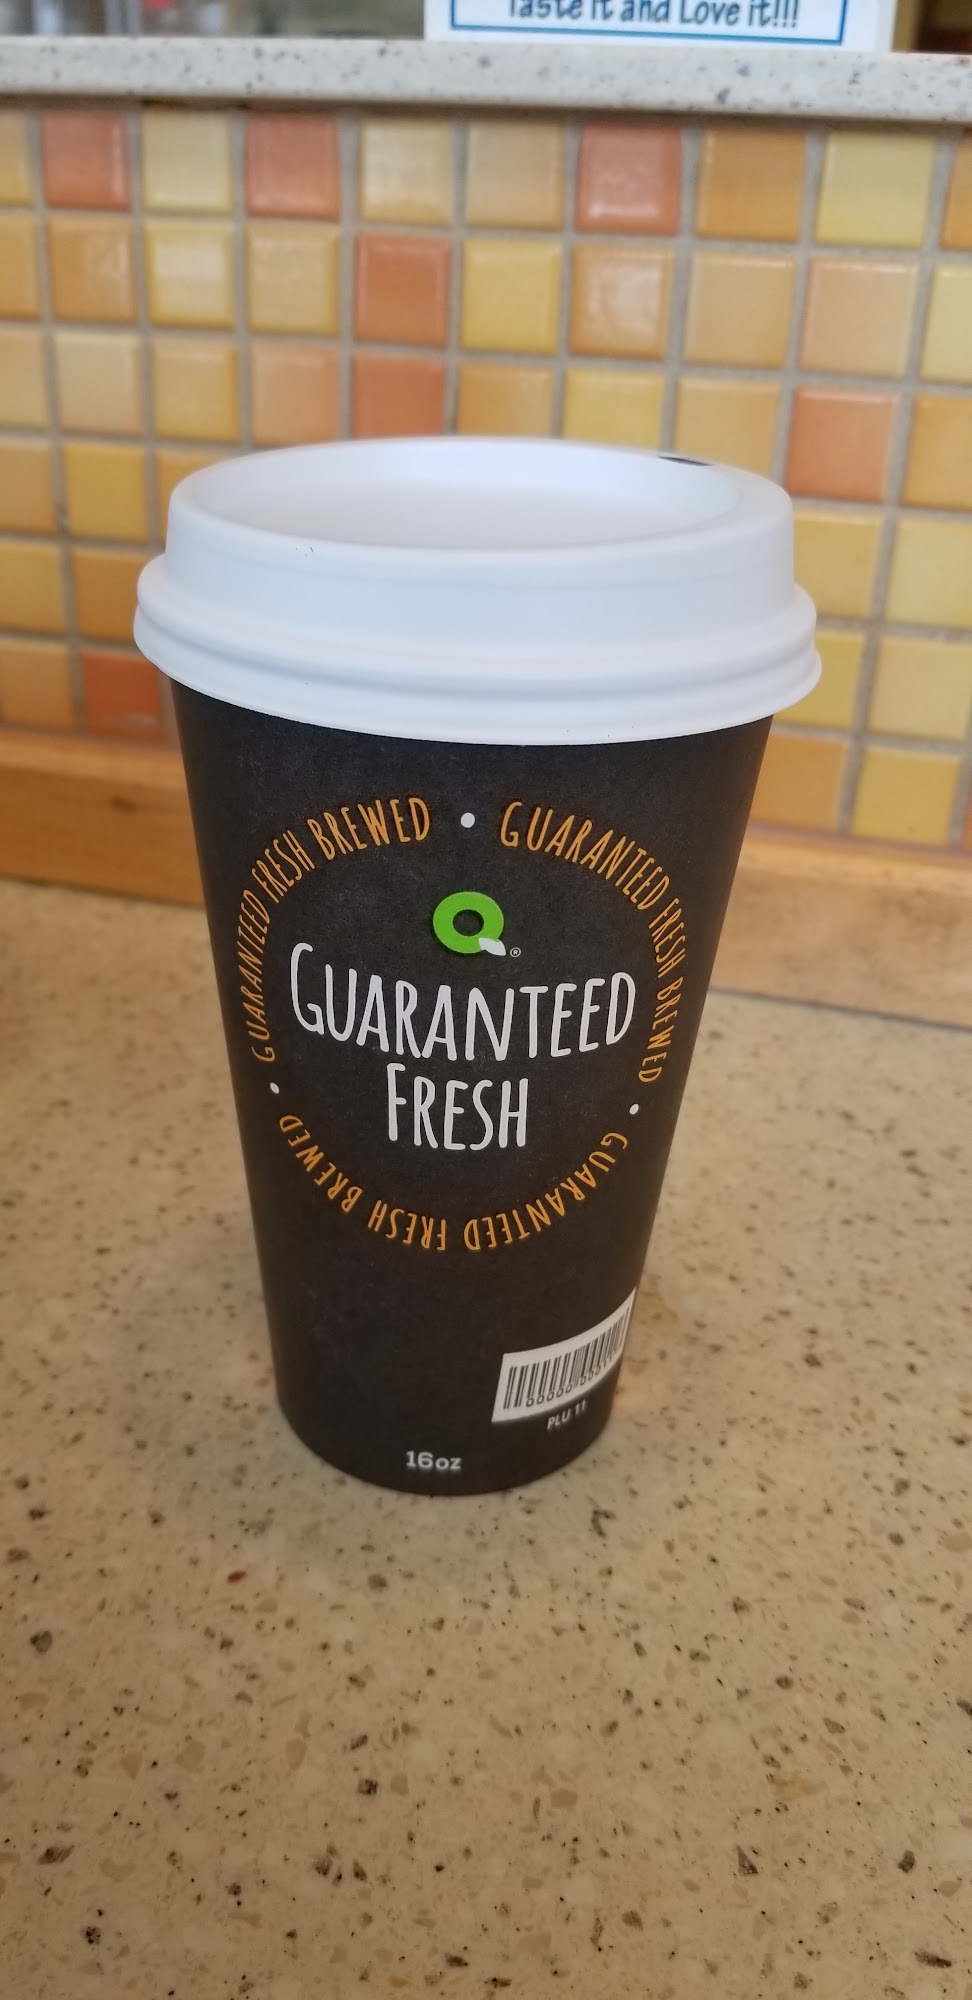 Taste it and Love it!!!
GUARANTEED FRESH BREWED • GUARANTEED FRESH BREWED • GUARANTEED FRESH BREWED •
Q®
GUARANTEED
FRESH
PLU 11
16oz